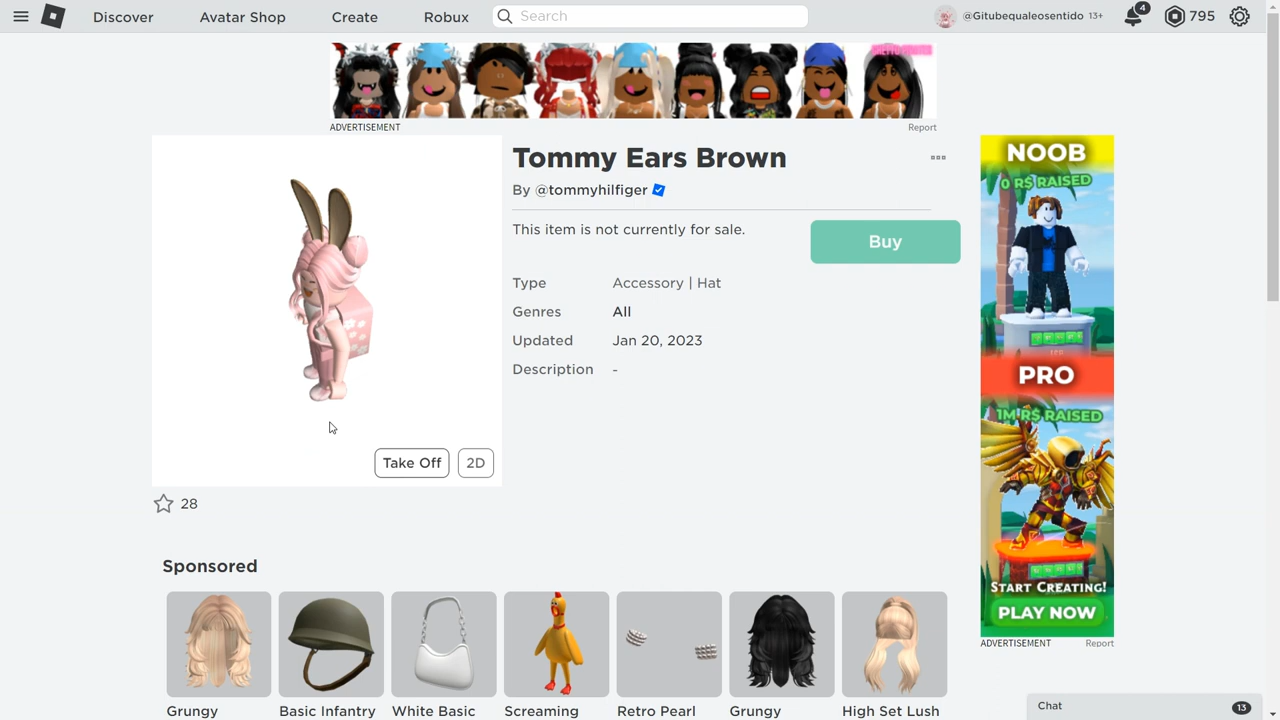 Discover
Avatar Shop
Create
Robux
Search
@Gitubequaleosentido 13+
4
795
ADVERTISEMENT
Report
Tommy Ears Brown
By @tommyhilfiger
This item is not currently for sale.
Buy
Type Accessory | Hat
Genres All
Updated Jan 20, 2023
Description -
Take Off
2D
28
NOOB
0 R$ RAISED
PRO
1M R$ RAISED
START CREATING!
PLAY NOW
ADVERTISEMENT
Report
Sponsored
Grungy
Basic Infantry
White Basic
Screaming
Retro Pearl
Grungy
High Set Lush
Chat
13